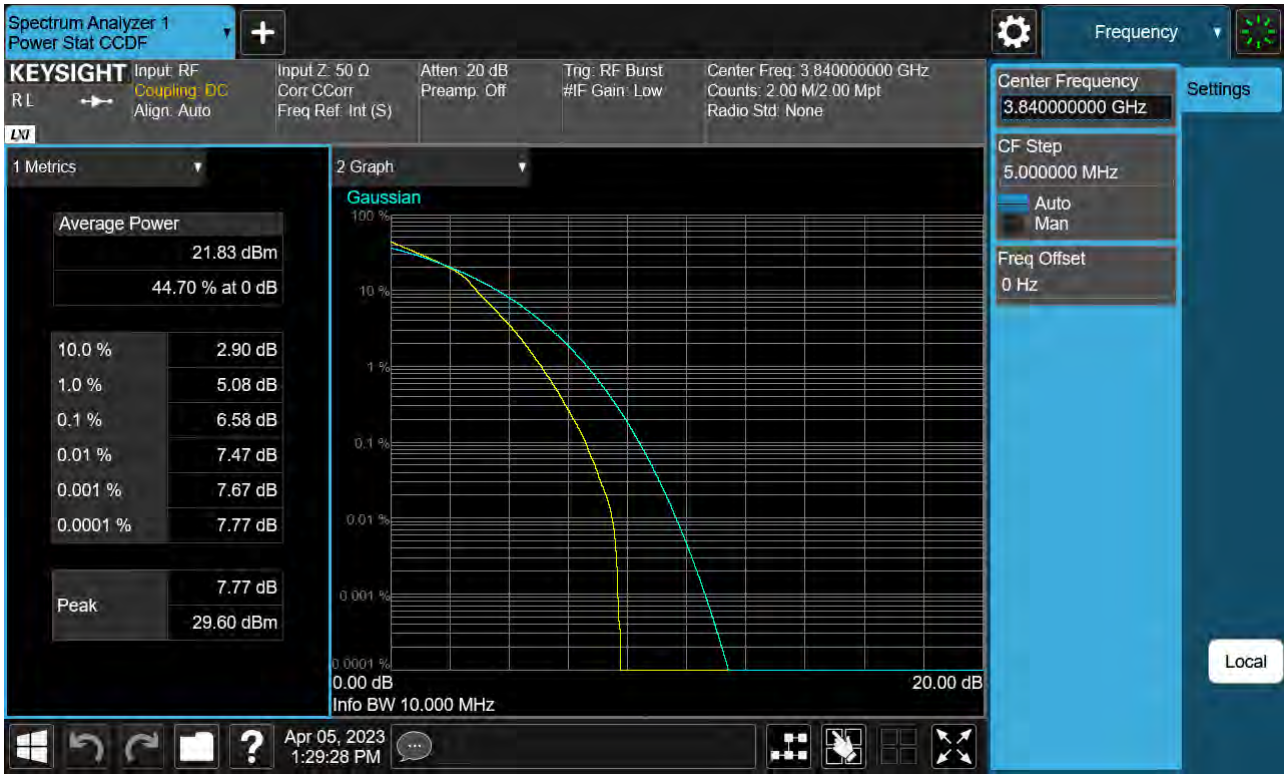 Spectrum Analyzer 1
Power Stat CCDF
Frequency
KEYSIGHT
RL
LXI
Input: RF
Coupling: DC
Align: Auto
Input Z: 50 Ω
Corr CCorr
Freq Ref: Int (S)
Atten: 20 dB
Preamp: Off
Trig: RF Burst
#IF Gain: Low
Center Freq: 3.840000000 GHz
Counts: 2.00 M/2.00 Mpt
Radio Std: None
Center Frequency
3.840000000 GHz
Settings
CF Step
5.000000 MHz
Auto
Man
Freq Offset
0 Hz
Local
1 Metrics
Average Power
21.83 dBm
44.70 % at 0 dB
10.0 % 2.90 dB
1.0 % 5.08 dB
0.1 % 6.58 dB
0.01 % 7.47 dB
0.001 % 7.67 dB
0.0001 % 7.77 dB
Peak
7.77 dB
29.60 dBm
2 Graph
Gaussian
100 %
10 %
1 %
0.1 %
0.01 %
0.001 %
0.0001 %
0.00 dB 20.00 dB
Info BW 10.000 MHz
?
Apr 05, 2023
1:29:28 PM